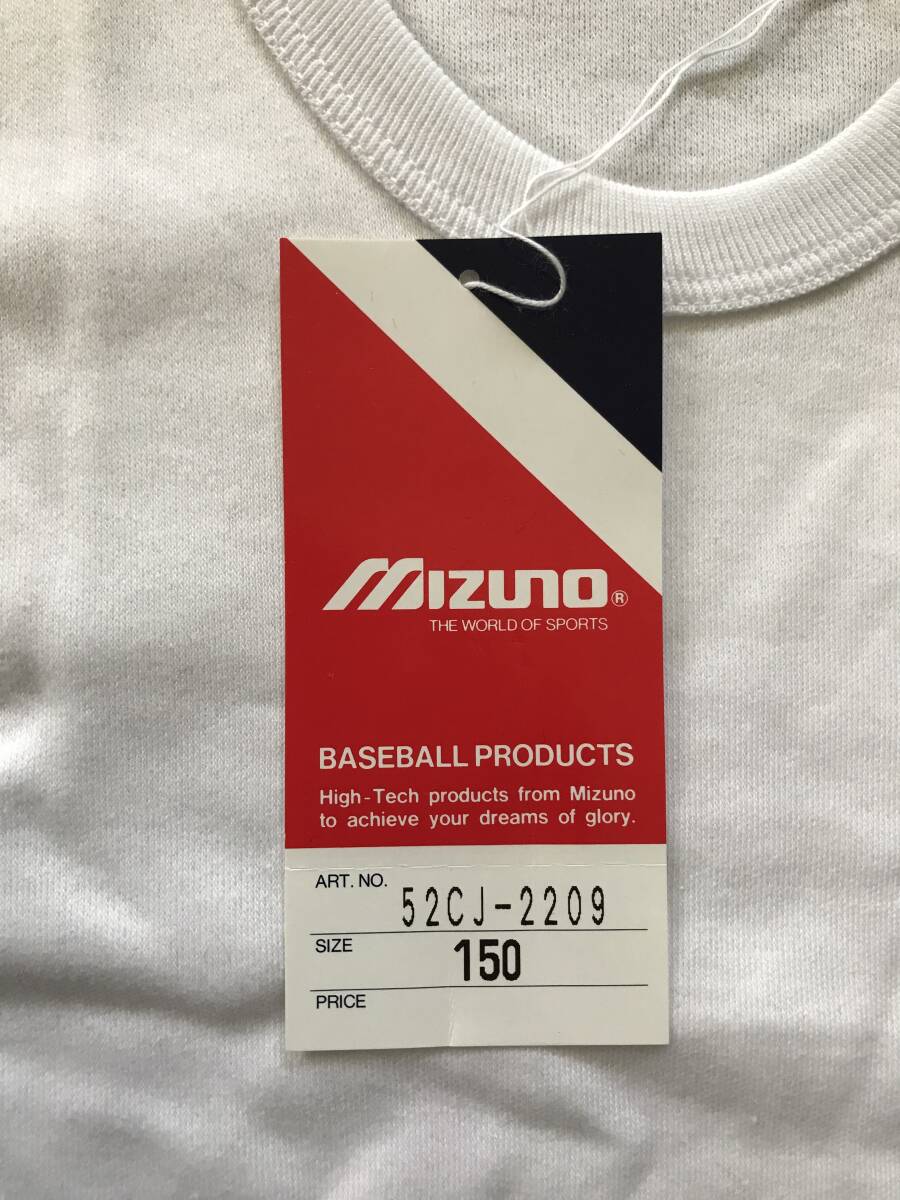 MIZUNO®
THE WORLD OF SPORTS
BASEBALL PRODUCTS
High-Tech products from Mizuno
to achieve your dreams of glory.
ART. NO. 52CJ-2209
SIZE 150
PRICE